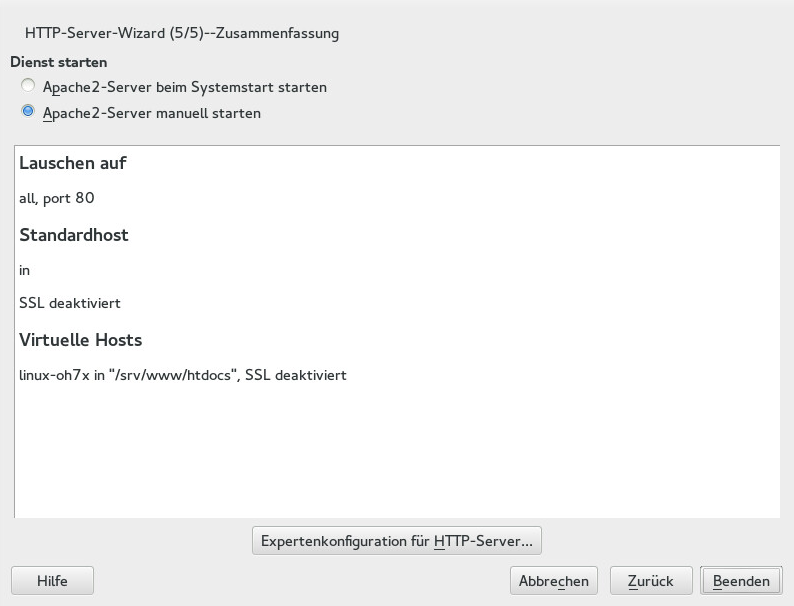 HTTP-Server-Wizard (5/5)--Zusammenfassung
Dienst starten
Apache2-Server beim Systemstart starten
Apache2-Server manuell starten
Lauschen auf
all, port 80
Standardhost
in
SSL deaktiviert
Virtuelle Hosts
linux-oh7x in "/srv/www/htdocs", SSL deaktiviert
Expertenkonfiguration für HTTP-Server...
Hilfe Abbrechen Zurück Beenden